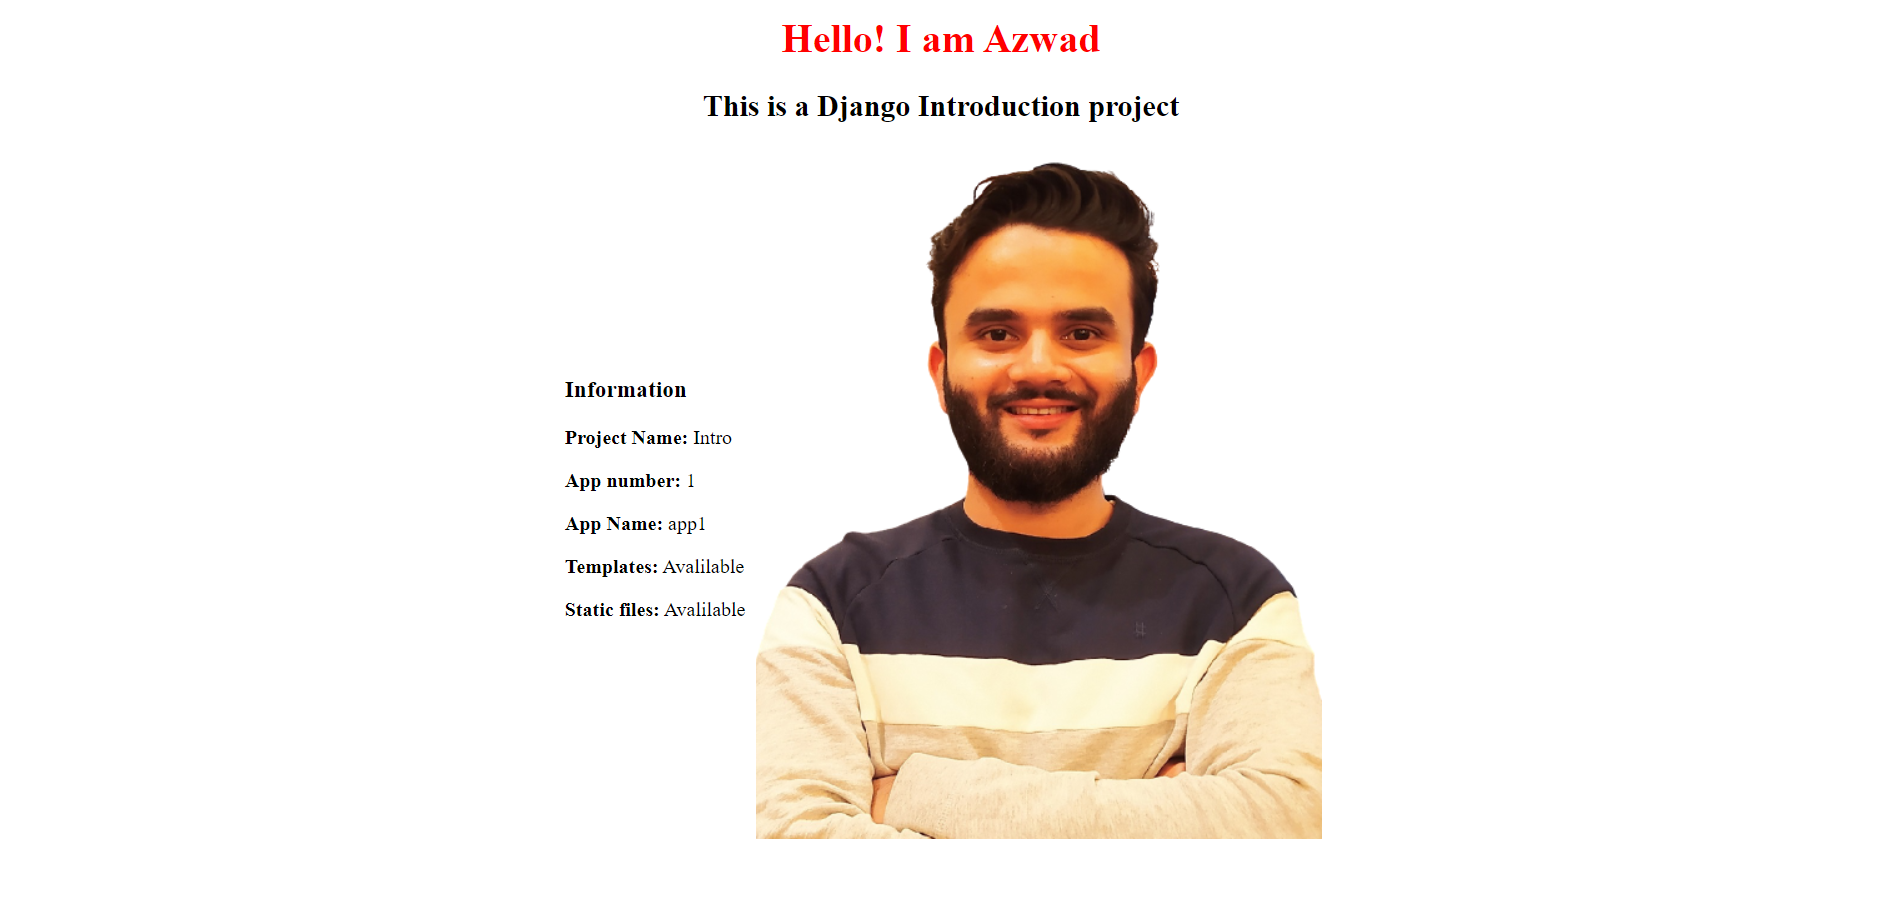 Hello! I am Azwad
This is a Django Introduction project
Information
Project Name: Intro
App number: 1
App Name: app1
Templates: Avalilable
Static files: Avalilable